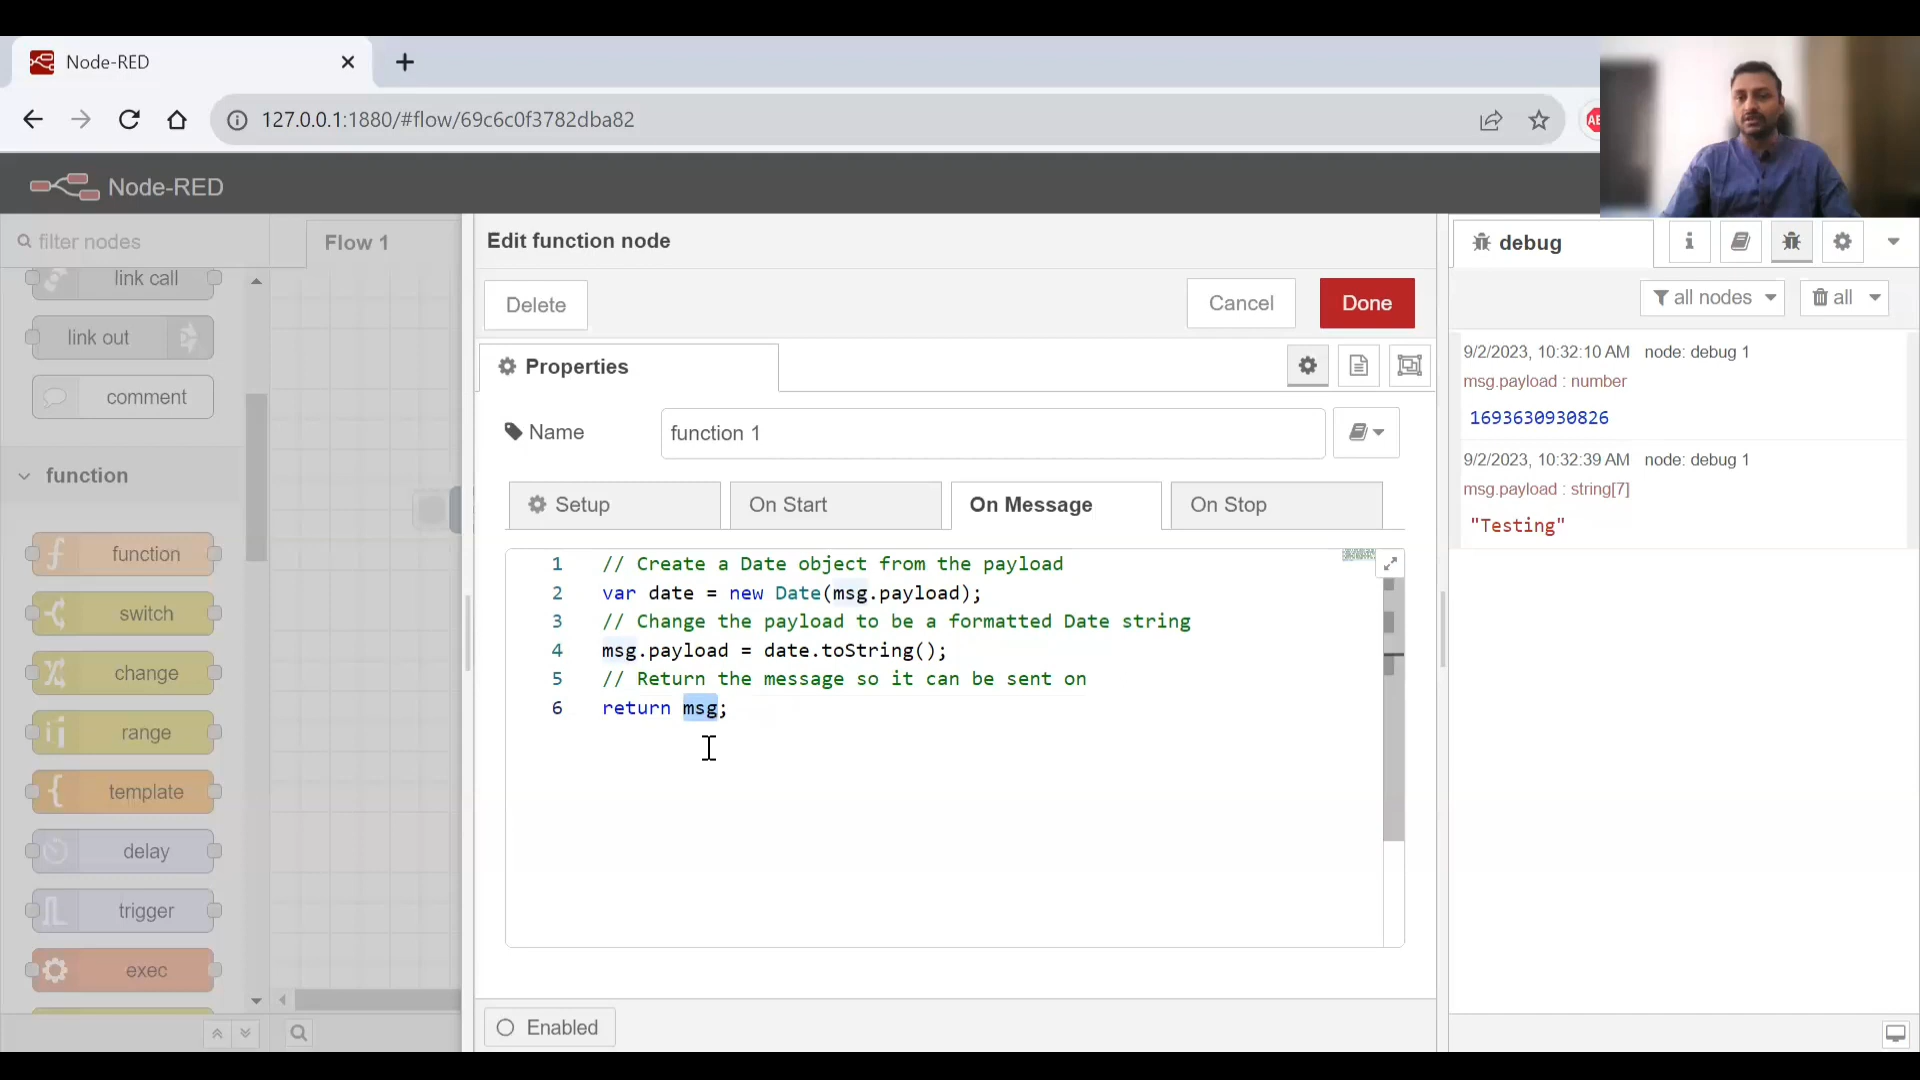 Node-RED
127.0.0.1:1880/#flow/69c6c0f3782dba82
Node-RED
filter nodes
Flow 1
link call
link out
comment
function
function
switch
change
range
template
delay
trigger
exec
Edit function node
Delete
Cancel
Done
Properties
Name
function 1
Setup
On Start
On Message
On Stop
1 // Create a Date object from the payload
2 var date = new Date(msg.payload);
3 // Change the payload to be a formatted Date string
4 msg.payload = date.toString();
5 // Return the message so it can be sent on
6 return msg;
Enabled
debug
all nodes
all
9/2/2023, 10:32:10 AM node: debug 1
msg.payload : number
1693630930826
9/2/2023, 10:32:39 AM node: debug 1
msg.payload : string[7]
"Testing"